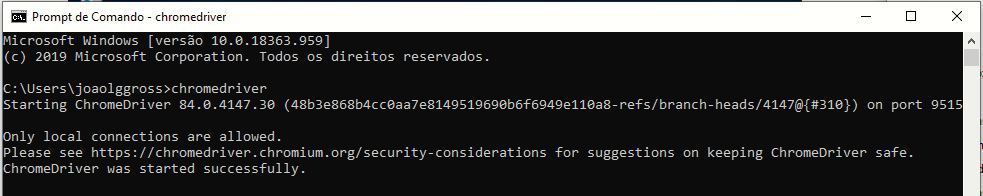 Prompt de Comando - chromedriver
Microsoft Windows [versão 10.0.18363.959]
(c) 2019 Microsoft Corporation. Todos os direitos reservados.
C:\Users\joaolggross>chromedriver
Starting ChromeDriver 84.0.4147.30 (48b3e868b4cc0aa7e8149519690b6f6949e110a8-refs/branch-heads/4147@{#310}) on port 9515
Only local connections are allowed.
Please see https://chromedriver.chromium.org/security-considerations for suggestions on keeping ChromeDriver safe.
ChromeDriver was started successfully.